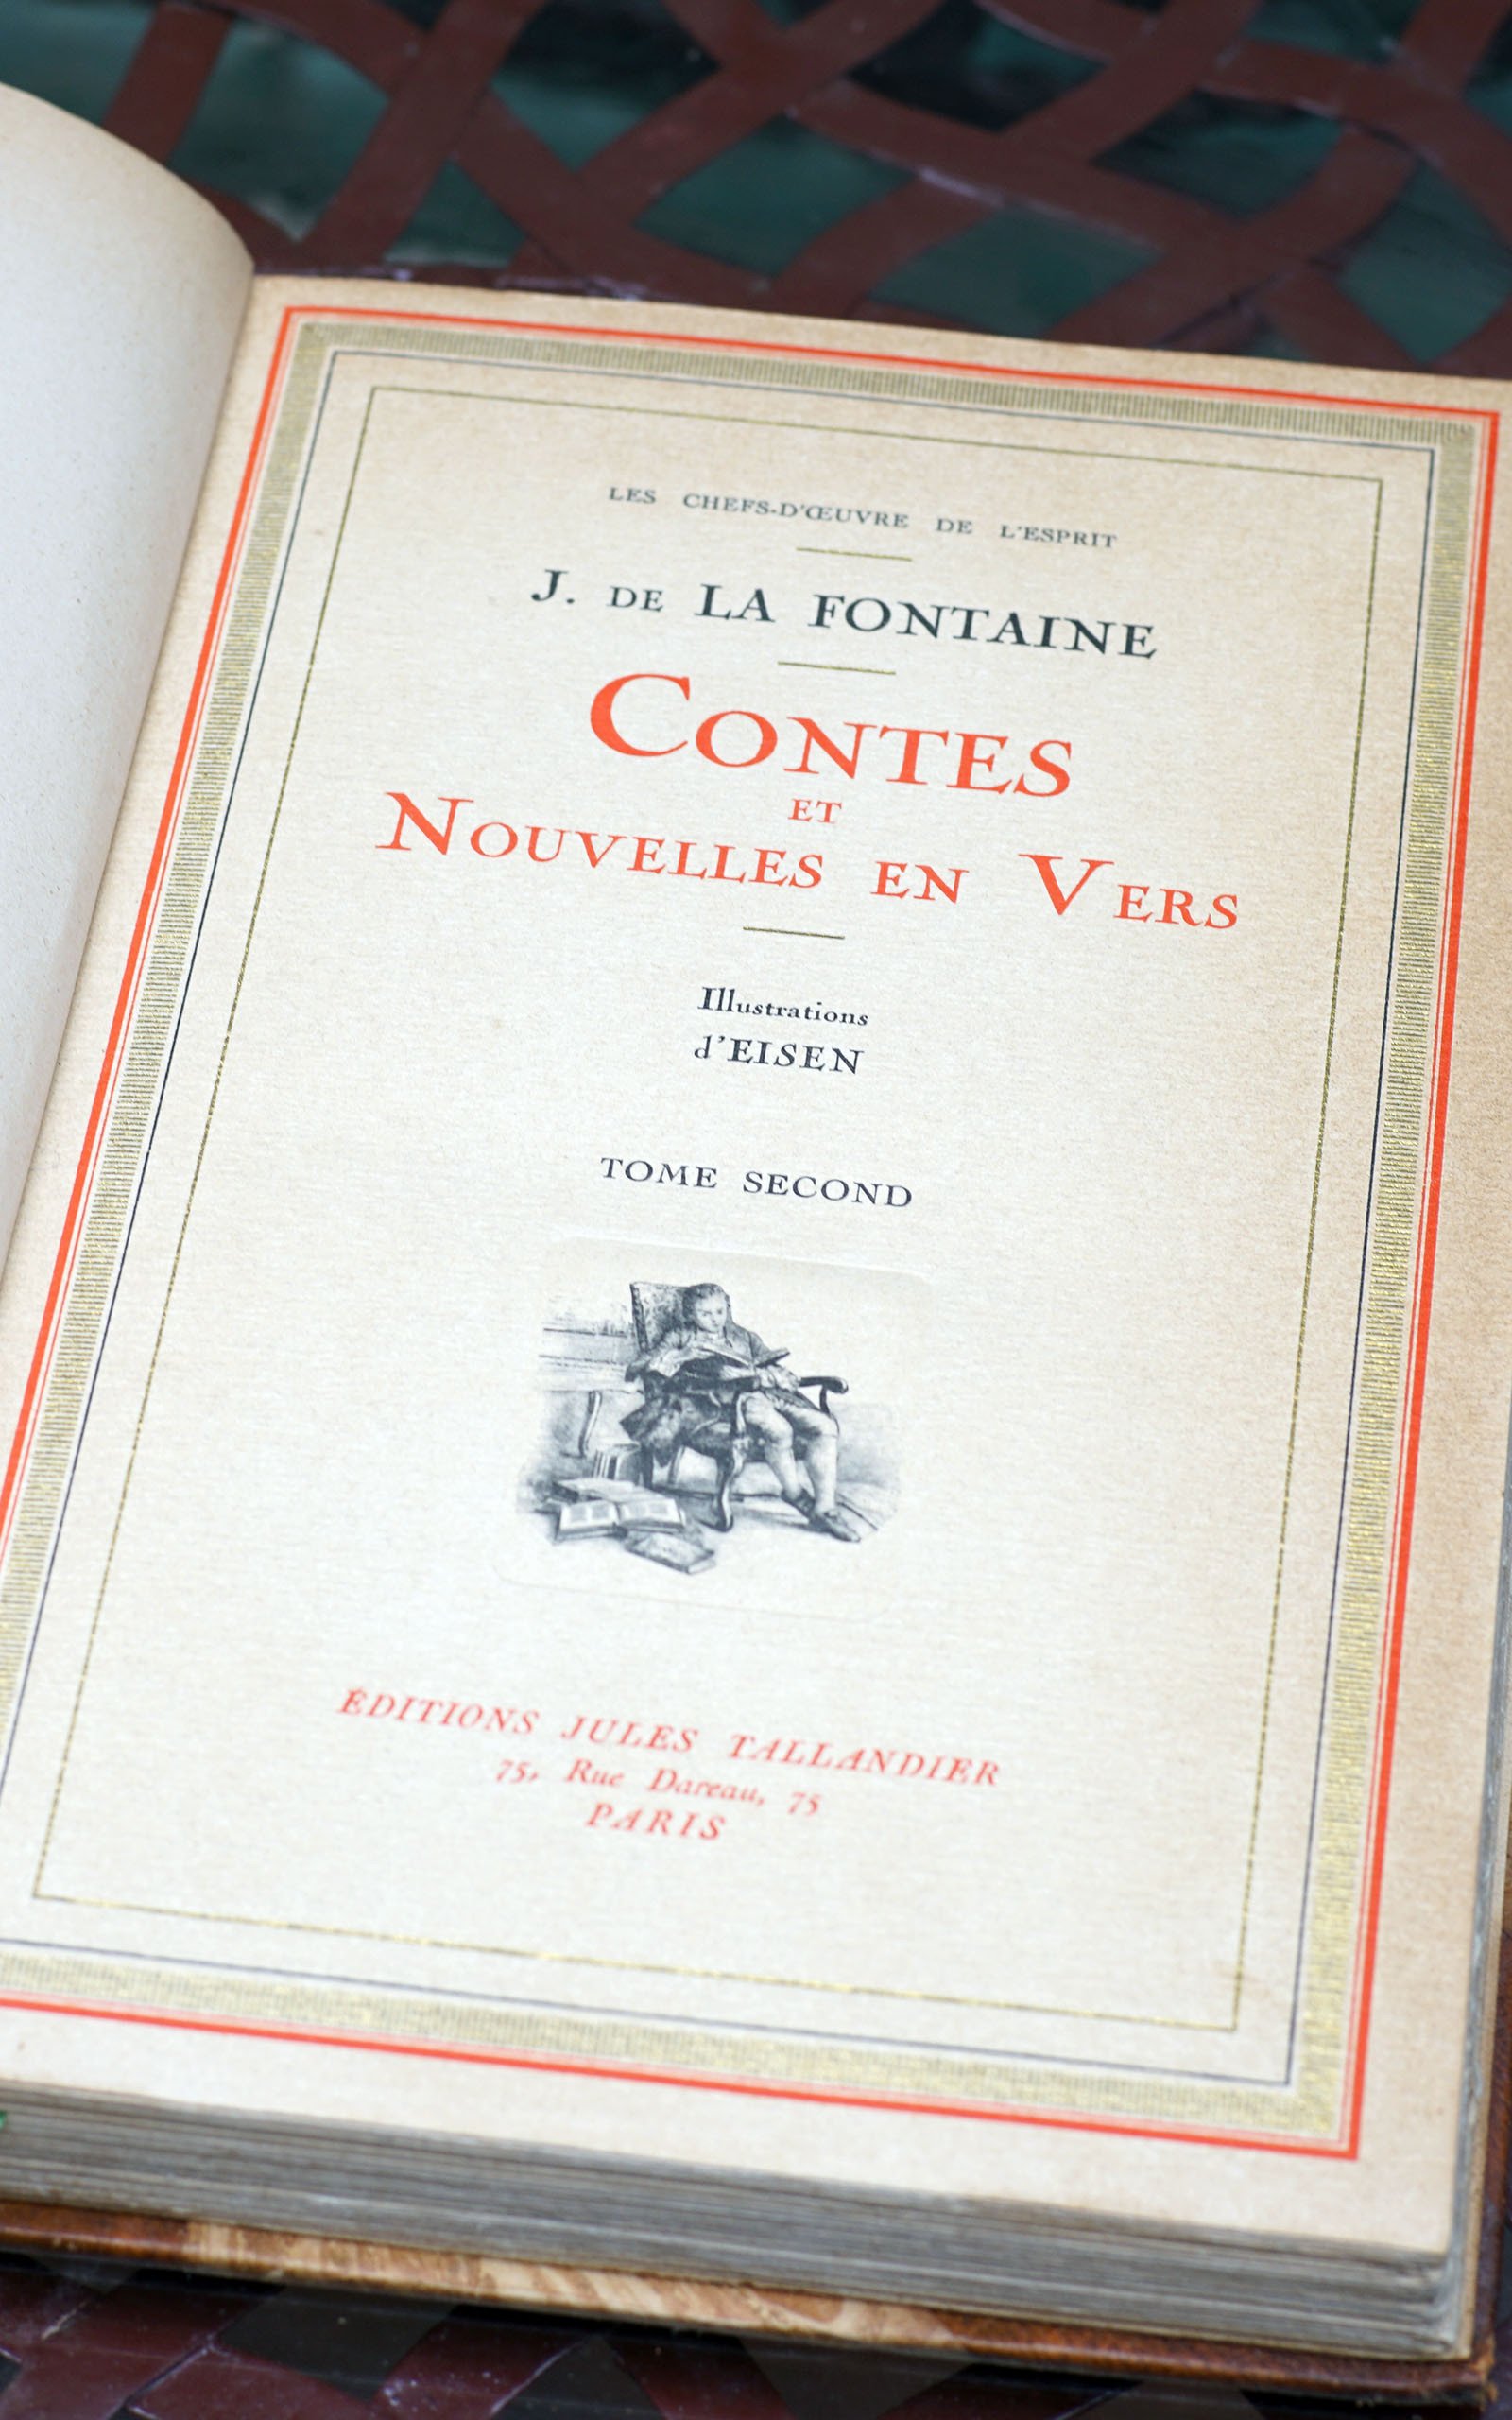 LES CHEFS-D'ŒUVRE DE L'ESPRIT
J. DE LA FONTAINE
CONTES
ET
NOUVELLES EN VERS
Illustrations
d'EISEN
TOME SECOND
ÉDITIONS JULES TALLANDIER
75, Rue Dareau, 75
PARIS